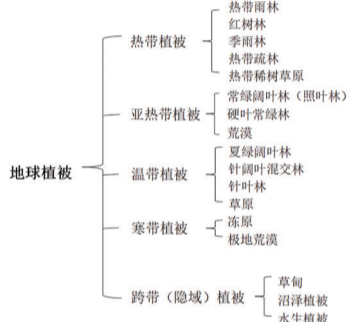 地球植被
热带植被
热带雨林
红树林
季雨林
热带疏林
热带稀树草原
亚热带植被
常绿阔叶林（照叶林）
硬叶常绿林
荒漠
温带植被
夏绿阔叶林
针阔叶混交林
针叶林
草原
寒带植被
冻原
极地荒漠
跨带（隐域）植被
草甸
沼泽植被
水生植被